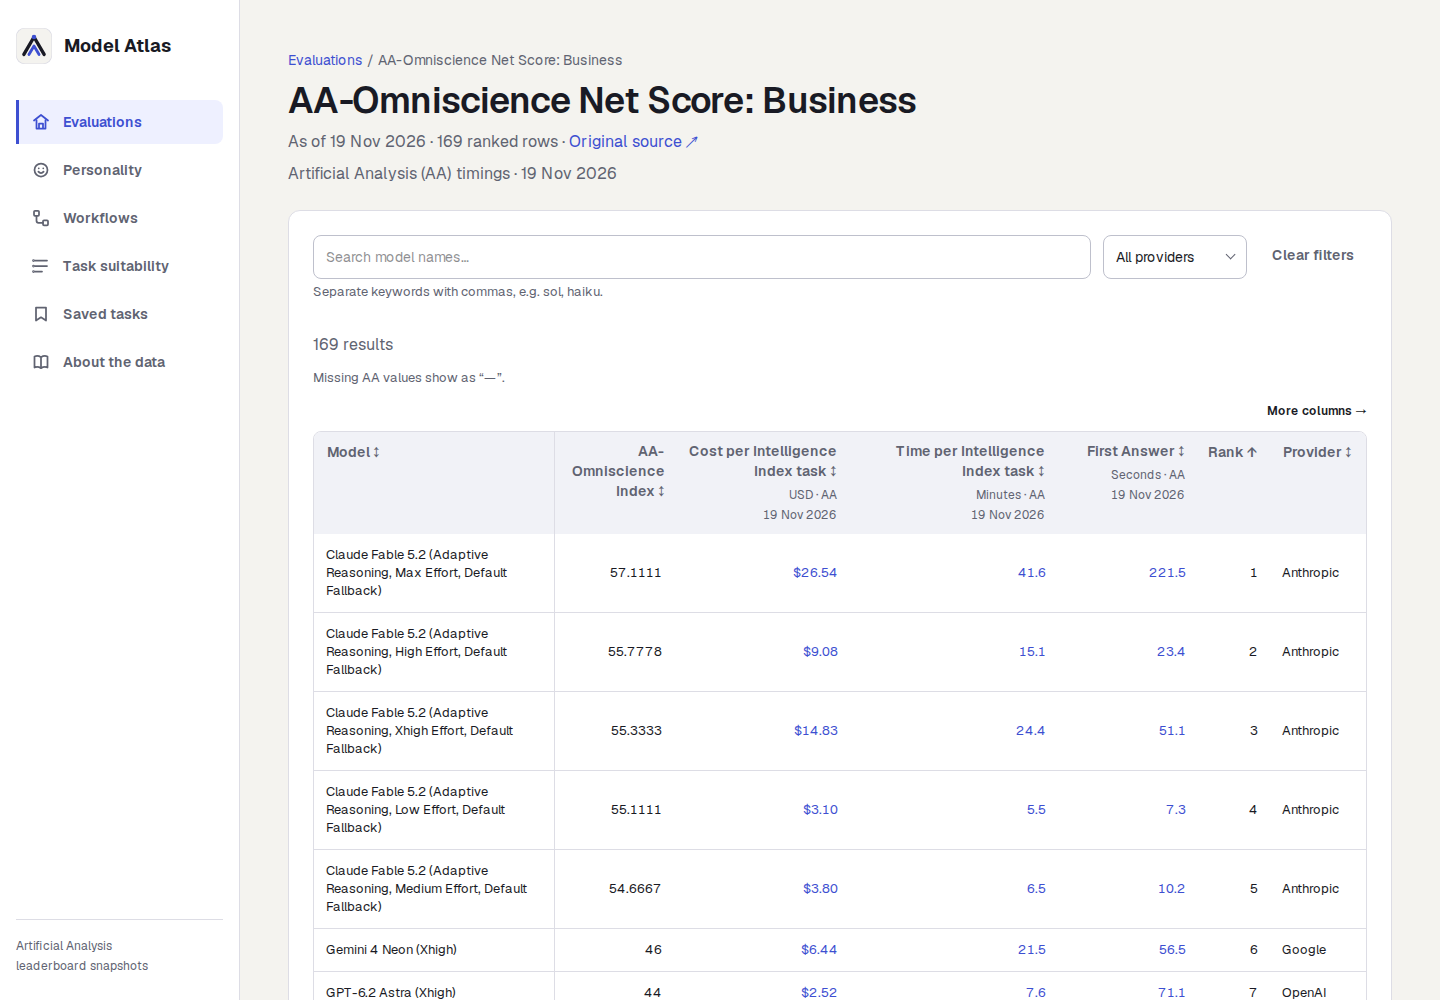 Model Atlas
Evaluations
Personality
Workflows
Task suitability
Saved tasks
About the data
Artificial Analysis
leaderboard snapshots
Evaluations / AA-Omniscience Net Score: Business
AA-Omniscience Net Score: Business
As of 19 Nov 2026 · 169 ranked rows · Original source ↗
Artificial Analysis (AA) timings · 19 Nov 2026
Search model names…
All providers
Clear filters
Separate keywords with commas, e.g. sol, haiku.
169 results
Missing AA values show as “—”.
More columns →
Model ↕
AA-
Omniscience
Index ↕
Cost per Intelligence
Index task ↕
USD · AA
19 Nov 2026
Time per Intelligence
Index task ↕
Minutes · AA
19 Nov 2026
First Answer ↕
Seconds · AA
19 Nov 2026
Rank ↑
Provider ↕
Claude Fable 5.2 (Adaptive
Reasoning, Max Effort, Default
Fallback)
57.1111
$26.54
41.6
221.5
1
Anthropic
Claude Fable 5.2 (Adaptive
Reasoning, High Effort, Default
Fallback)
55.7778
$9.08
15.1
23.4
2
Anthropic
Claude Fable 5.2 (Adaptive
Reasoning, Xhigh Effort, Default
Fallback)
55.3333
$14.83
24.4
51.1
3
Anthropic
Claude Fable 5.2 (Adaptive
Reasoning, Low Effort, Default
Fallback)
55.1111
$3.10
5.5
7.3
4
Anthropic
Claude Fable 5.2 (Adaptive
Reasoning, Medium Effort, Default
Fallback)
54.6667
$3.80
6.5
10.2
5
Anthropic
Gemini 4 Neon (Xhigh)
46
$6.44
21.5
56.5
6
Google
GPT-6.2 Astra (Xhigh)
44
$2.52
7.6
71.1
7
OpenAI